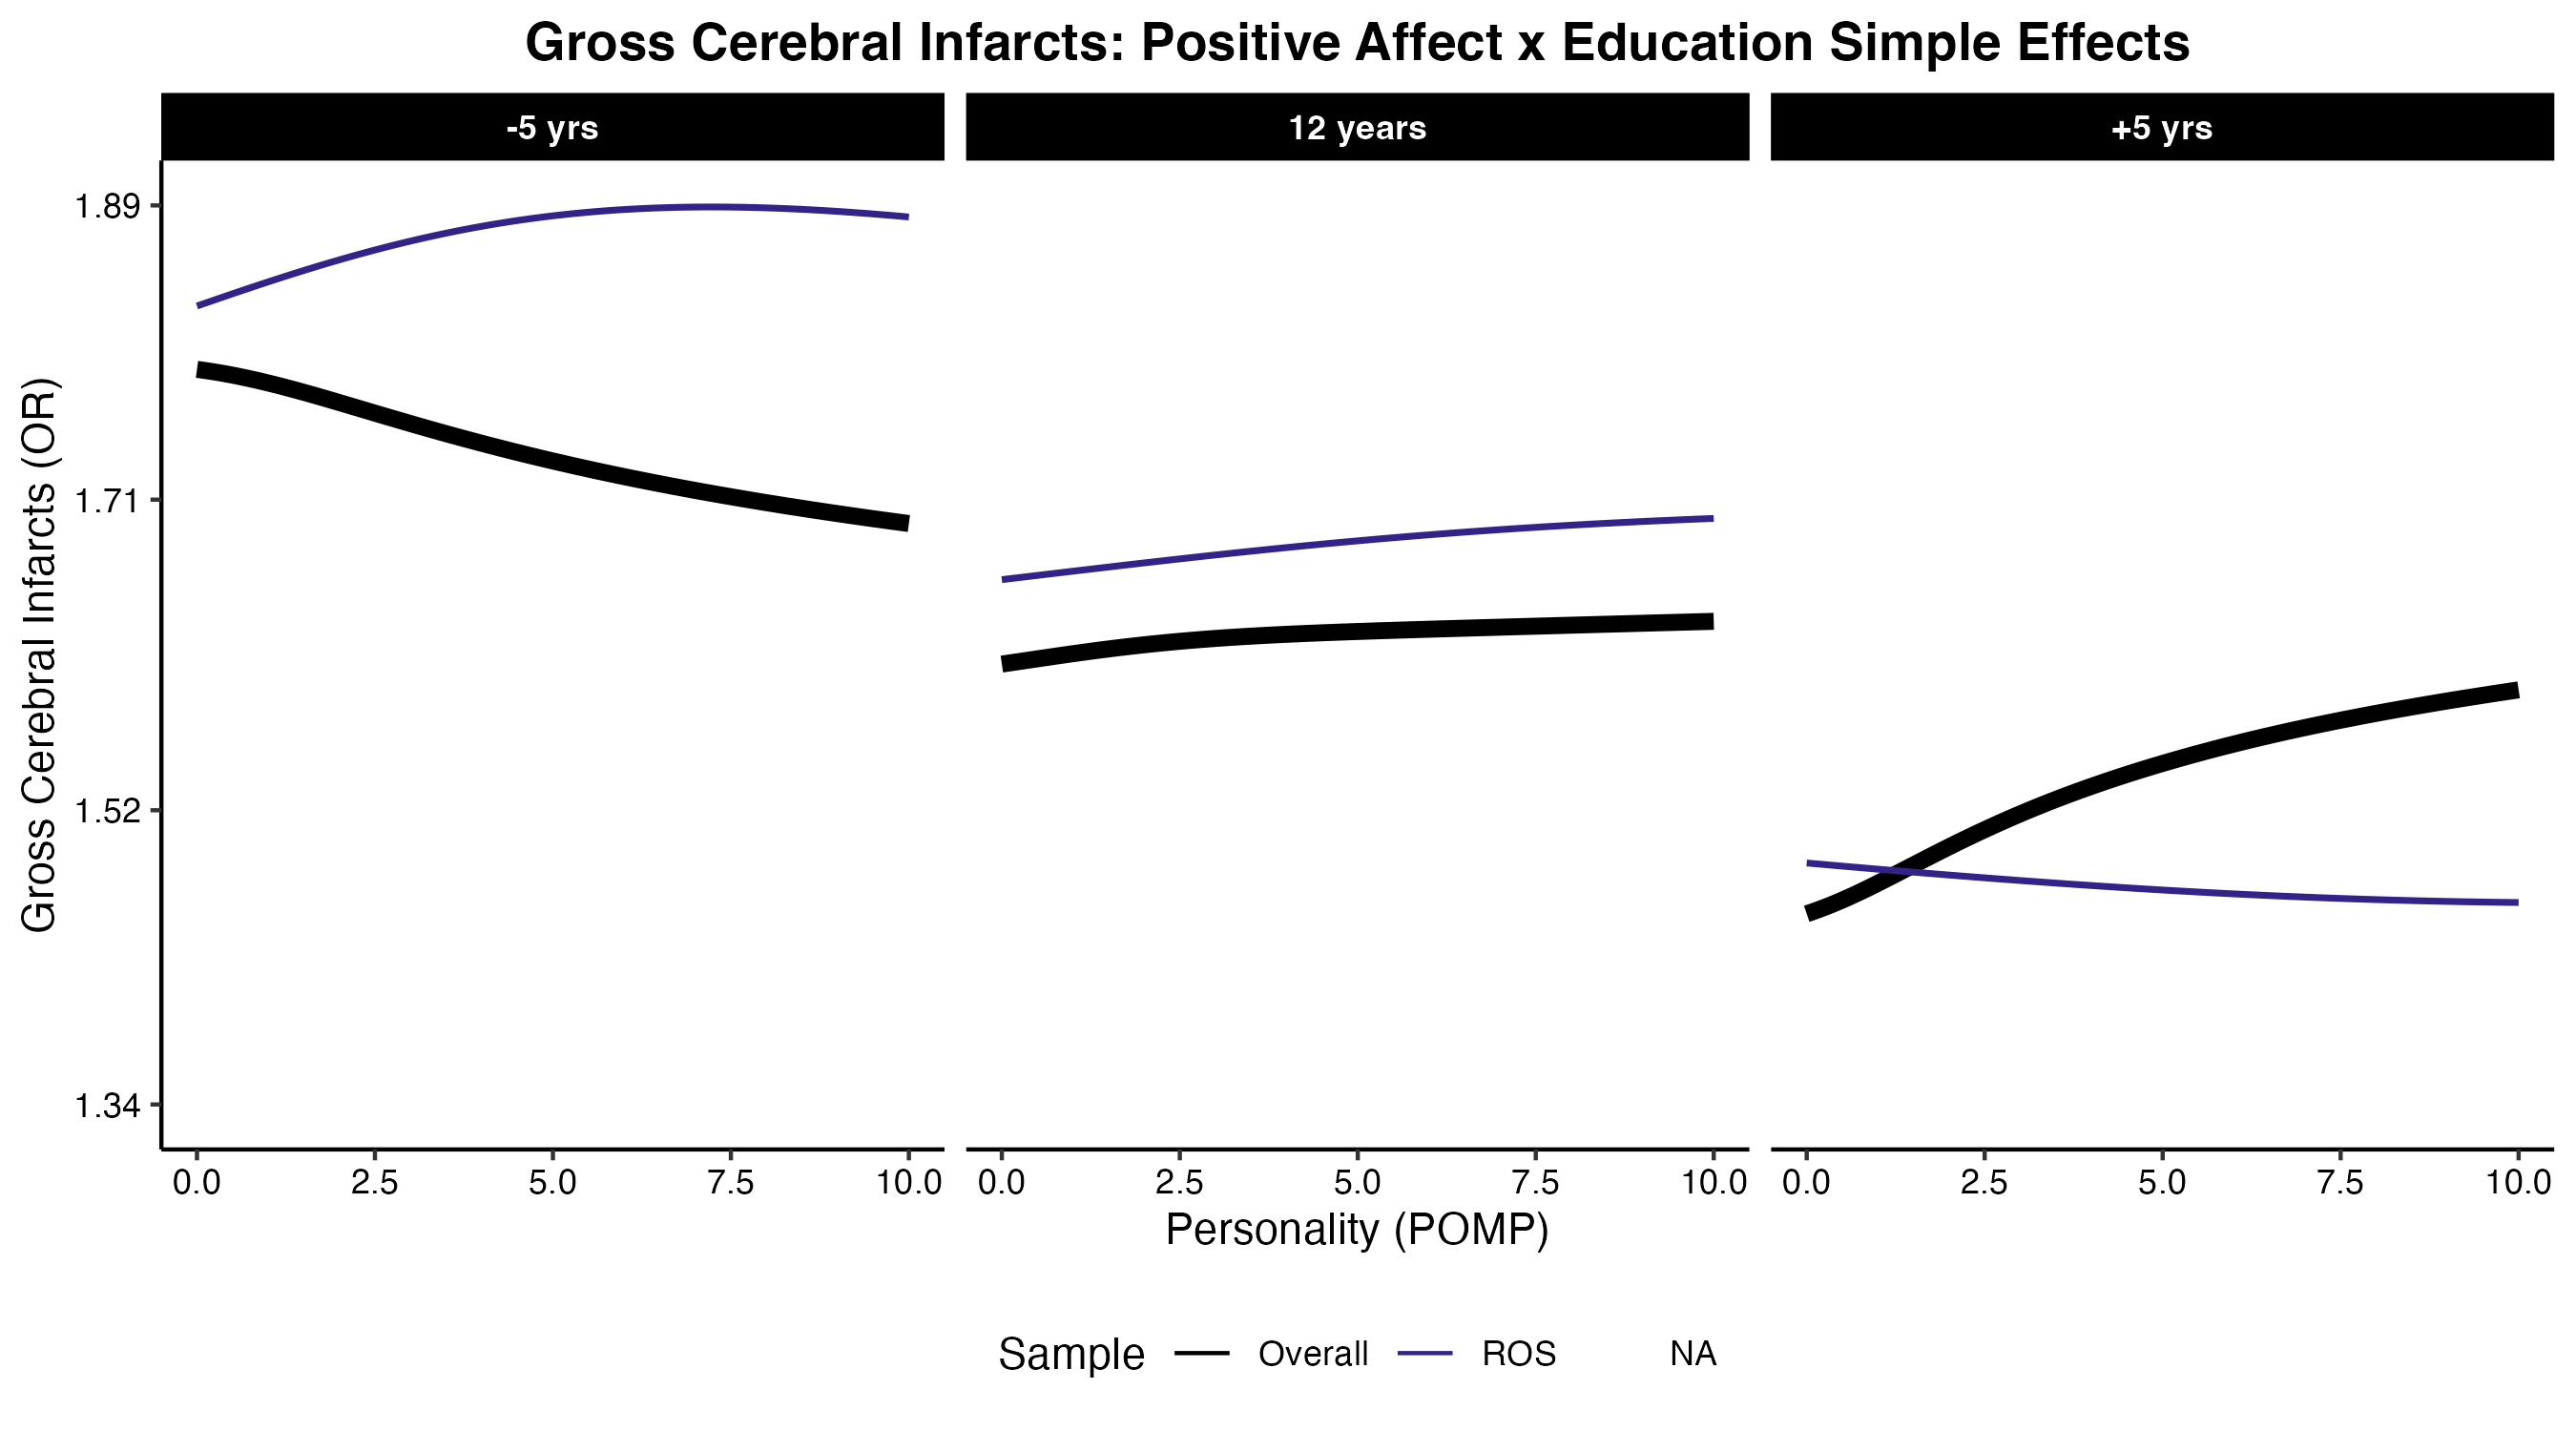 Gross Cerebral Infarcts: Positive Affect x Education Simple Effects
-5 yrs 12 years +5 yrs
Gross Cerebral Infarcts (OR)
1.89
1.71
1.52
1.34
0.0 2.5 5.0 7.5 10.0 0.0 2.5 5.0 7.5 10.0 0.0 2.5 5.0 7.5 10.0
Personality (POMP)
Sample Overall ROS NA